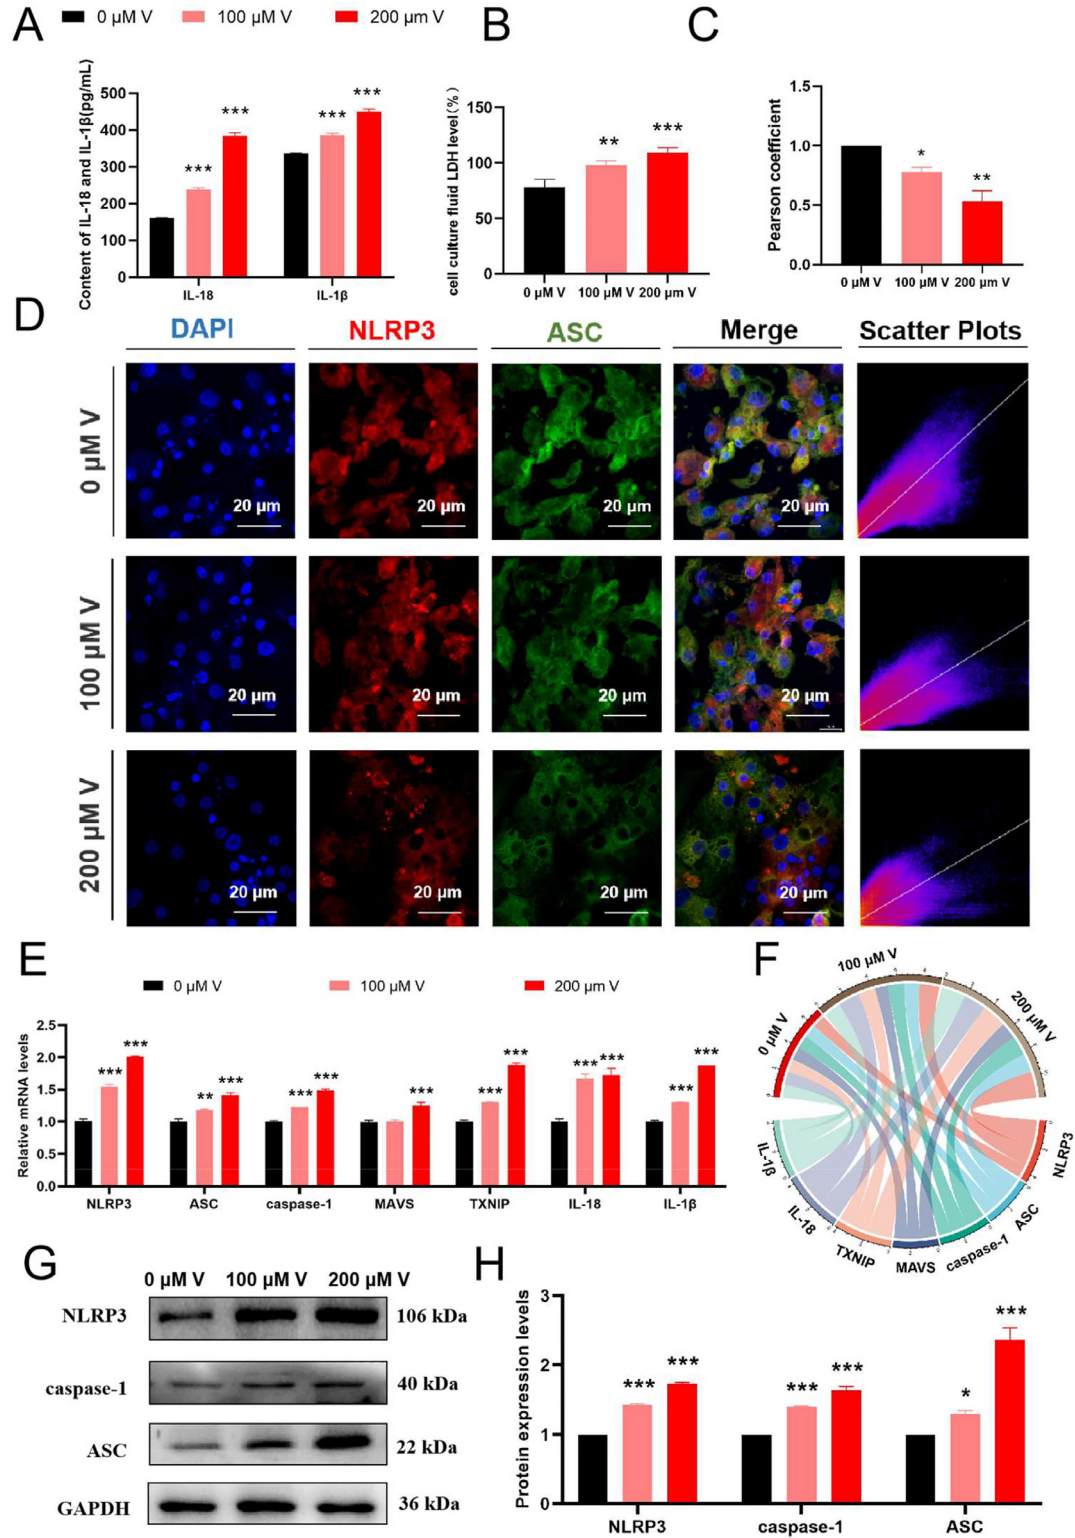 A
0 µM V
100 µM V
200 µm V
Content of IL-18 and IL-1β(pg/mL)
500
400
300
200
100
0
***
***
***
***
IL-18
IL-1β
B
cell culture fluid LDH level(%)
150
100
50
0
**
***
0 µM V
100 µM V
200 µm V
C
Pearson coefficient
1.5
1.0
0.5
0.0
*
**
0 µM V
100 µM V
200 µm V
D
DAPI
NLRP3
ASC
Merge
Scatter Plots
0 µM V
20 µm
20 µm
20 µm
20 µm
100 µM V
20 µm
20 µm
20 µm
20 µm
200 µM V
20 µm
20 µm
20 µm
20 µm
E
0 µM V
100 µM V
200 µm V
Relative mRNA levels
2.5
2.0
1.5
1.0
0.5
0.0
***
***
**
***
***
***
***
***
***
***
***
***
***
NLRP3
ASC
caspase-1
MAVS
TXNIP
IL-18
IL-1β
F
0 µM V
100 µM V
200 µM V
NLRP3
ASC
caspase-1
MAVS
TXNIP
IL-18
IL-1β
G
0 µM V
100 µM V
200 µM V
NLRP3
106 kDa
caspase-1
40 kDa
ASC
22 kDa
GAPDH
36 kDa
H
Protein expression levels
3
2
1
0
***
***
***
***
*
***
NLRP3
caspase-1
ASC